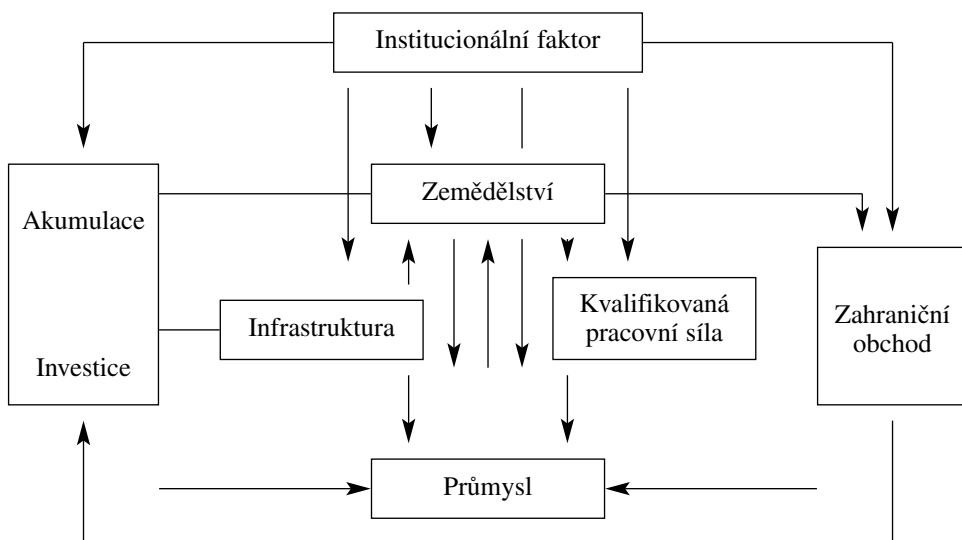 Institucionální faktor
Zemědělství
Akumulace
Investice
Infrastruktura
Kvalifikovaná
pracovní síla
Zahraniční
obchod
Průmysl